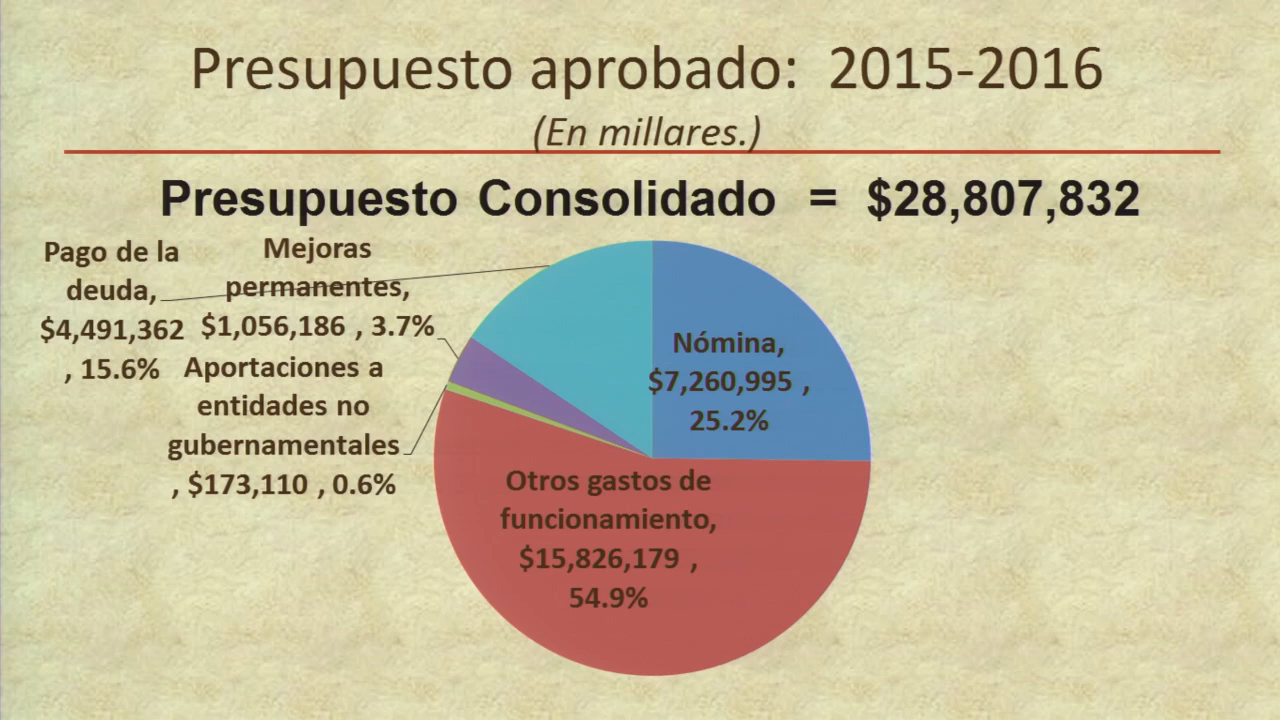 Presupuesto aprobado:  2015-2016
(En millares.)
Presupuesto Consolidado  =  $28,807,832
Pago de la
deuda,
$4,491,362
, 15.6%
Mejoras
permanentes,
$1,056,186 , 3.7%
Aportaciones a
entidades no
gubernamentales
, $173,110 , 0.6%
Nómina,
$7,260,995 ,
25.2%
Otros gastos de
funcionamiento,
$15,826,179 ,
54.9%